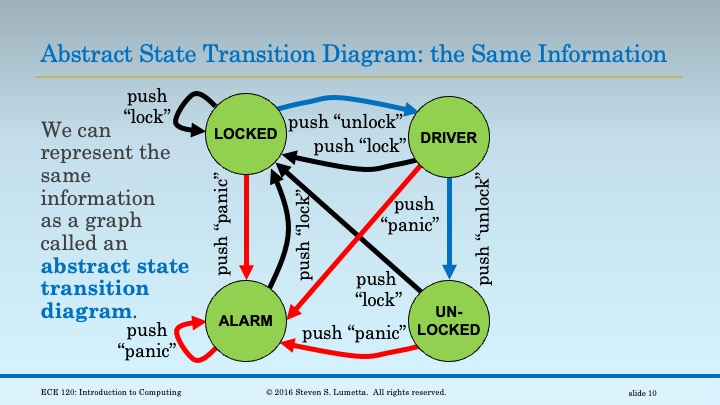 Abstract State Transition Diagram: the Same Information
We can
represent the
same
information
as a graph
called an
abstract state
transition
diagram.
push
“lock”
LOCKED
push “unlock”
push “lock”
DRIVER
push “panic”
push “lock”
push
“panic”
push “unlock”
push
“lock”
ALARM
UN-
LOCKED
push
“panic”
push “panic”
ECE 120: Introduction to Computing
© 2016 Steven S. Lumetta. All rights reserved.
slide 10